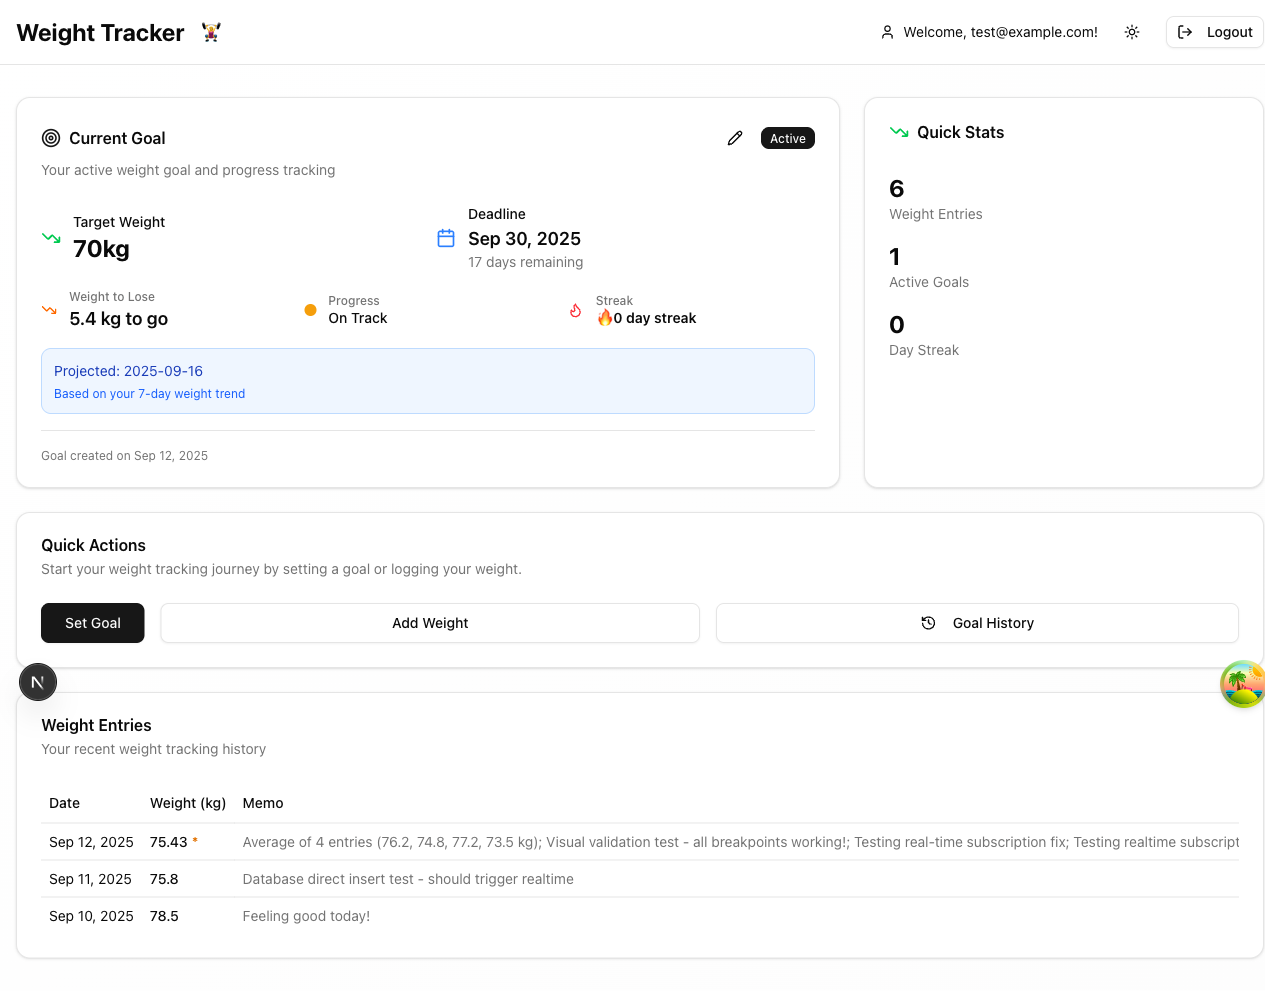 Weight Tracker 🏋️
Welcome, test@example.com!
Logout
Current Goal
Active
Your active weight goal and progress tracking
Target Weight
70kg
Deadline
Sep 30, 2025
17 days remaining
Weight to Lose
5.4 kg to go
Progress
On Track
Streak
🔥0 day streak
Projected: 2025-09-16
Based on your 7-day weight trend
Goal created on Sep 12, 2025
Quick Stats
6
Weight Entries
1
Active Goals
0
Day Streak
Quick Actions
Start your weight tracking journey by setting a goal or logging your weight.
Set Goal
Add Weight
Goal History
N
Weight Entries
Your recent weight tracking history
Date Weight (kg) Memo
Sep 12, 2025 75.43 * Average of 4 entries (76.2, 74.8, 77.2, 73.5 kg); Visual validation test - all breakpoints working!; Testing real-time subscription fix; Testing realtime subscript
Sep 11, 2025 75.8 Database direct insert test - should trigger realtime
Sep 10, 2025 78.5 Feeling good today!